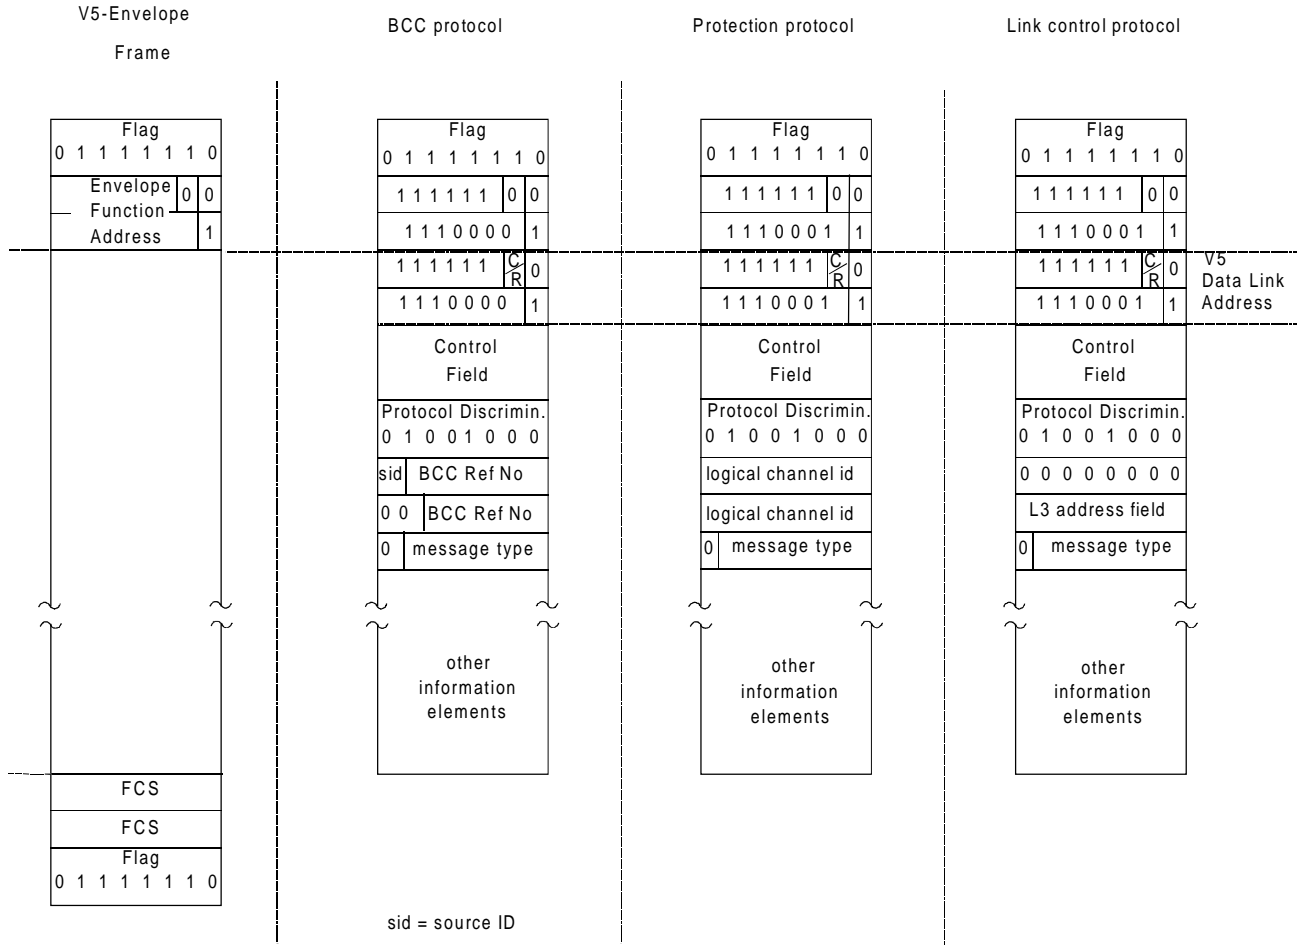 V5-Envelope
Frame
BCC protocol
Protection protocol
Link control protocol
Flag
0 1 1 1 1 1 1 0
Envelope 0 0
Function
Address 1
FCS
FCS
Flag
0 1 1 1 1 1 1 0
Flag
0 1 1 1 1 1 1 0
1 1 1 1 1 1 0 0
1 1 1 0 0 0 0 1
1 1 1 1 1 1 C/R 0
1 1 1 0 0 0 0 1
Control
Field
Protocol Discrimin.
0 1 0 0 1 0 0 0
sid BCC Ref No
0 0 BCC Ref No
0 message type
other
information
elements
sid = source ID
Flag
0 1 1 1 1 1 1 0
1 1 1 1 1 1 0 0
1 1 1 0 0 0 1 1
1 1 1 1 1 1 C/R 0
1 1 1 0 0 0 1 1
Control
Field
Protocol Discrimin.
0 1 0 0 1 0 0 0
logical channel id
logical channel id
0 message type
other
information
elements
Flag
0 1 1 1 1 1 1 0
1 1 1 1 1 1 0 0
1 1 1 0 0 0 1 1
1 1 1 1 1 1 C/R 0
1 1 1 0 0 0 1 1
Control
Field
Protocol Discrimin.
0 1 0 0 1 0 0 0
0 0 0 0 0 0 0 0
L3 address field
0 message type
other
information
elements
V5
Data Link
Address